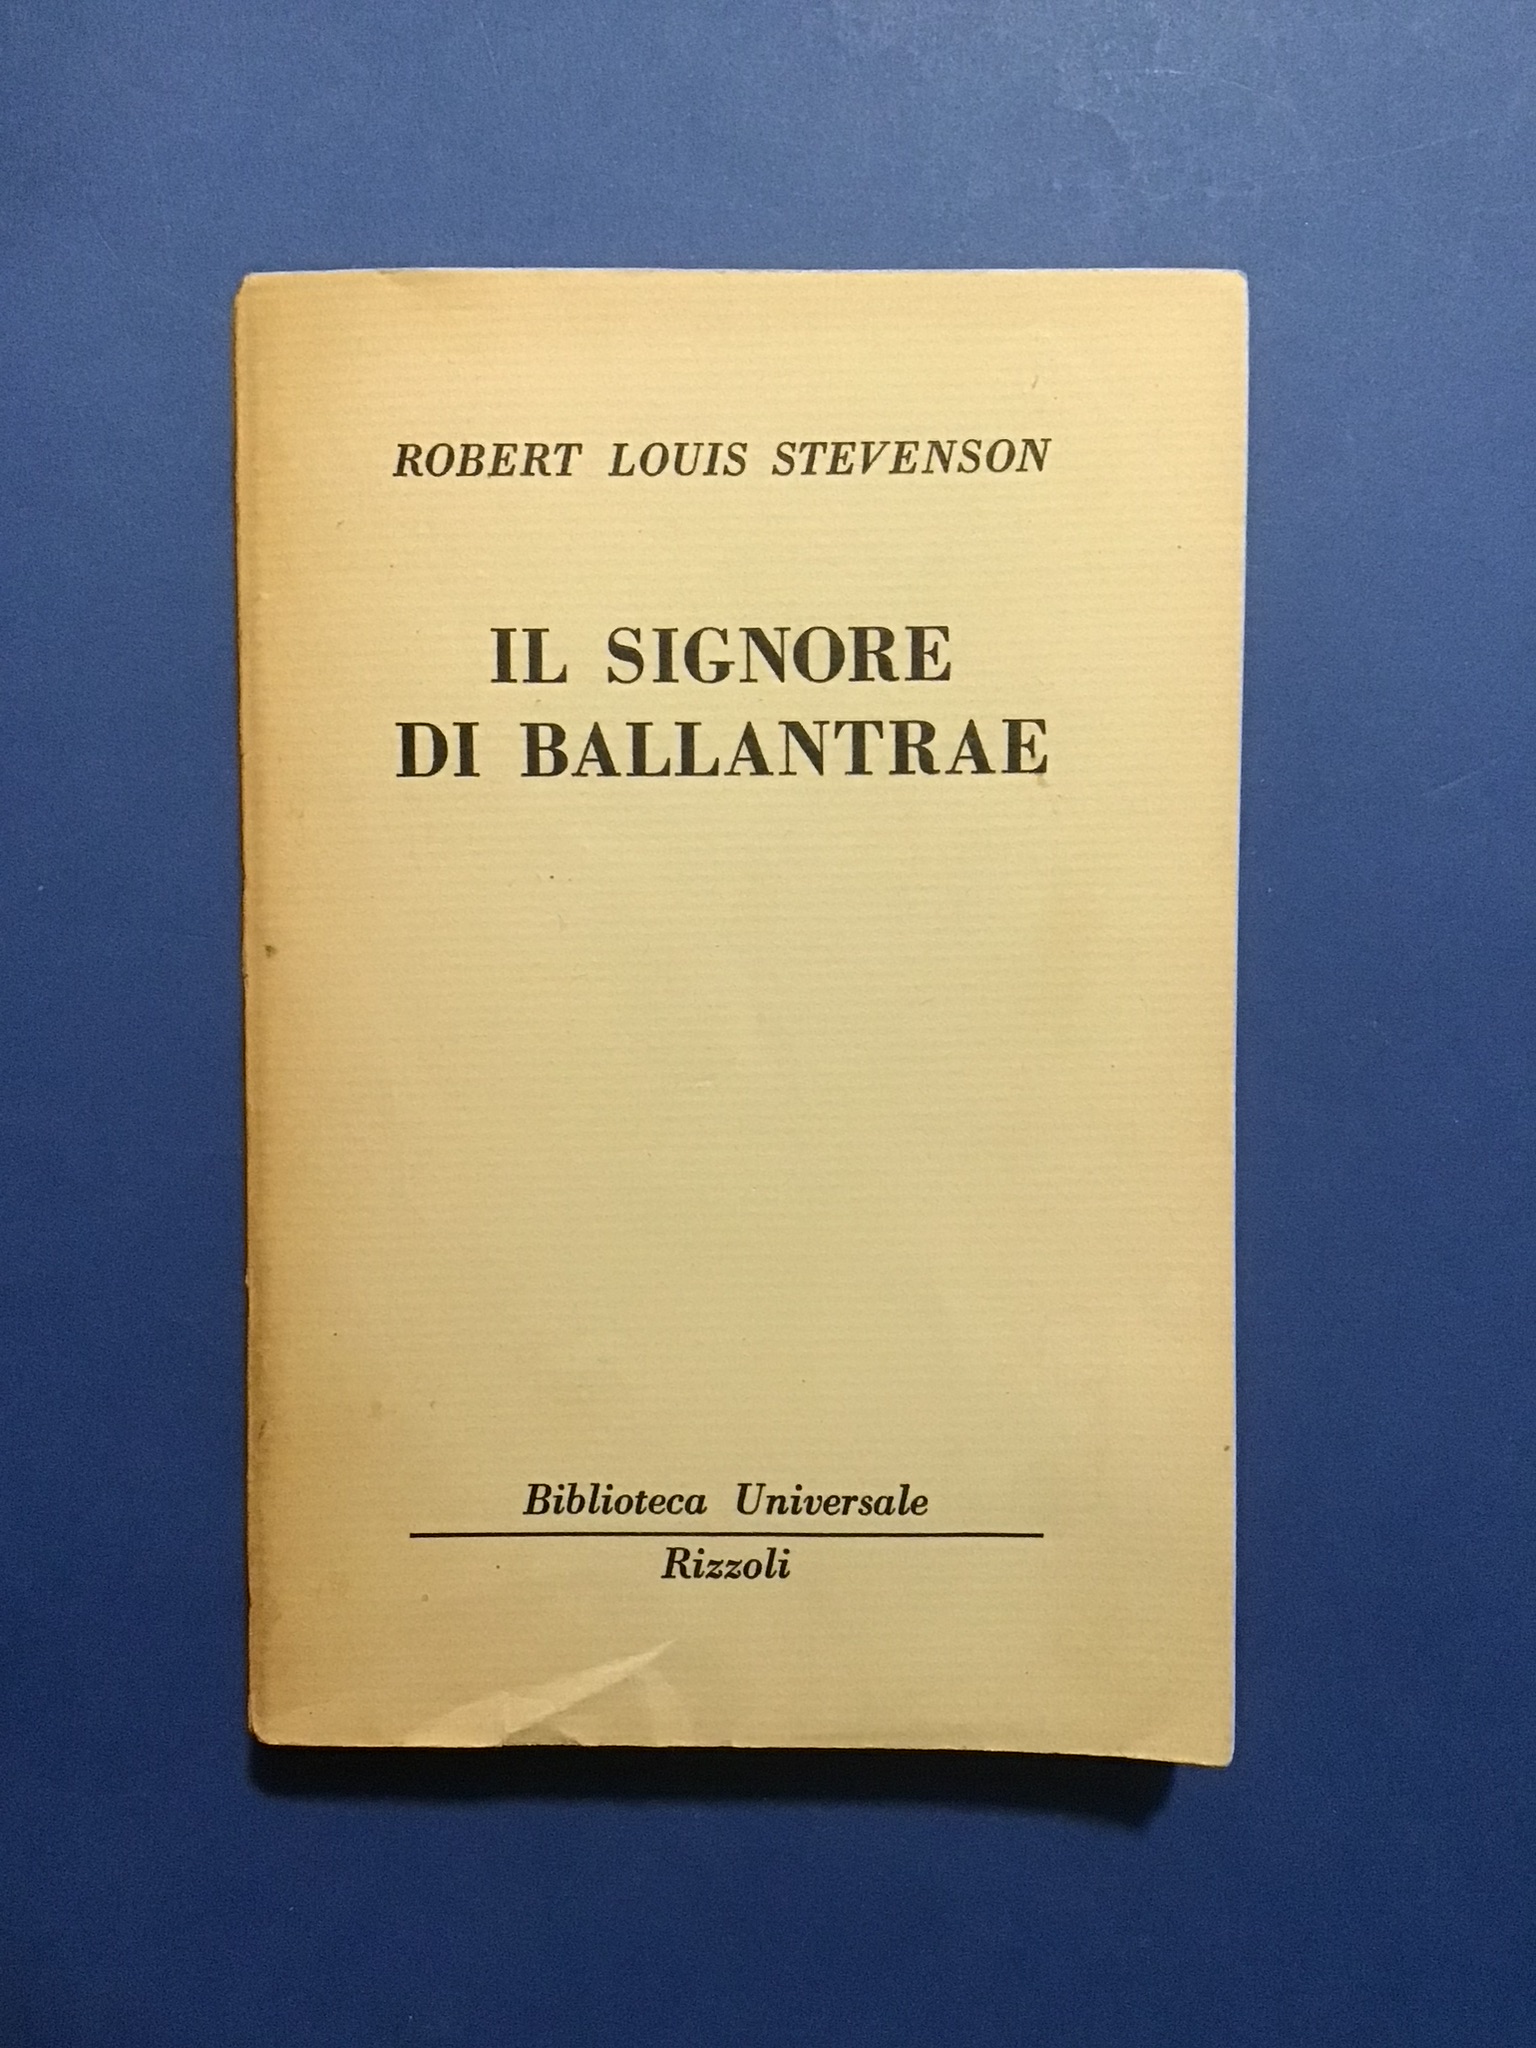 ROBERT LOUIS STEVENSON
IL SIGNORE
DI BALLANTRAE
Biblioteca Universale
Rizzoli